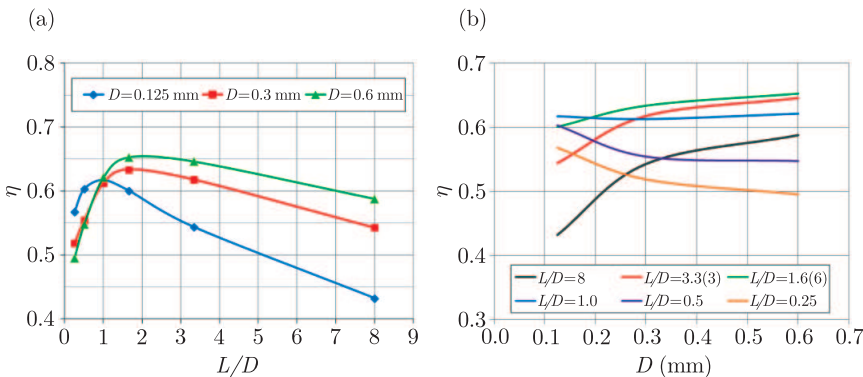 (a)
0.8
0.7
0.6
0.5
0.4
η
D=0.125 mm
D=0.3 mm
D=0.6 mm
0 1 2 3 4 5 6 7 8 9
L/D
(b)
0.7
0.6
0.5
0.4
0.3
η
L/D=8
L/D=3.3(3)
L/D=1.6(6)
L/D=1.0
L/D=0.5
L/D=0.25
0.0 0.1 0.2 0.3 0.4 0.5 0.6 0.7
D (mm)